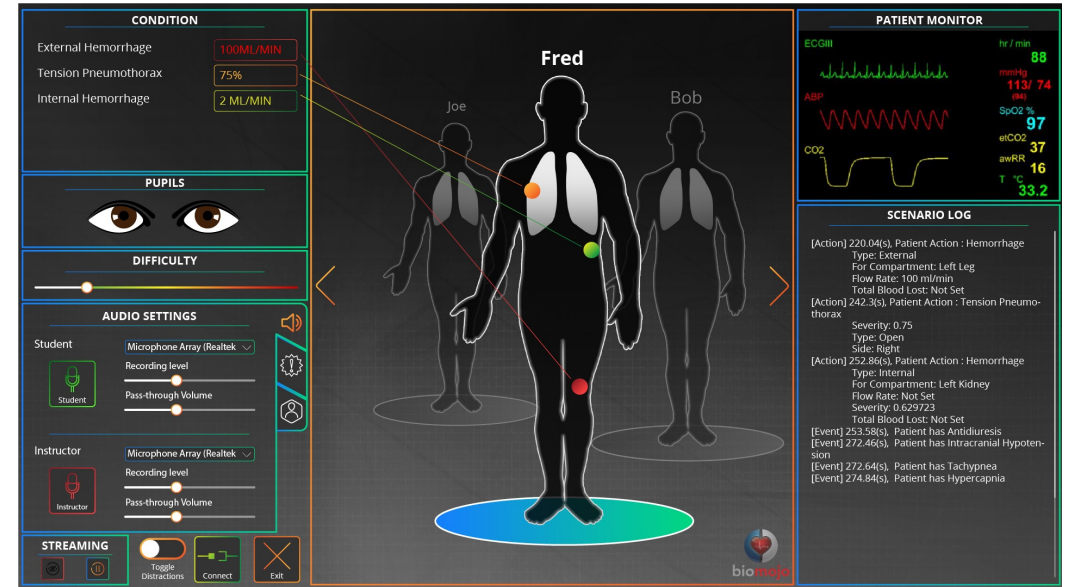 CONDITION
External Hemorrhage 100ML/MIN
Tension Pneumothorax 75%
Internal Hemorrhage 2 ML/MIN
PUPILS
DIFFICULTY
AUDIO SETTINGS
Student Microphone Array (Realtek
Recording level
Student
Pass-through Volume
Instructor Microphone Array (Realtek
Recording level
Instructor
Pass-through Volume
STREAMING
Toggle
Distractions
Connect
Exit
Fred
Joe
Bob
biomojo
PATIENT MONITOR
ECGIII hr / min
88
mmHg
113/ 74
ABP (94)
SpO2 %
97
etCO2
37
CO2
awRR
16
T °C
33.2
SCENARIO LOG
[Action] 220.04(s), Patient Action : Hemorrhage
Type: External
For Compartment: Left Leg
Flow Rate: 100 ml/min
Total Blood Lost: Not Set
[Action] 242.3(s), Patient Action : Tension Pneumo-
thorax
Severity: 0.75
Type: Open
Side: Right
[Action] 252.86(s), Patient Action : Hemorrhage
Type: Internal
For Compartment: Left Kidney
Flow Rate: Not Set
Severity: 0.629723
Total Blood Lost: Not Set
[Event] 253.58(s), Patient has Antidiuresis
[Event] 272.46(s), Patient has Intracranial Hypoten-
sion
[Event] 272.64(s), Patient has Tachypnea
[Event] 274.84(s), Patient has Hypercapnia